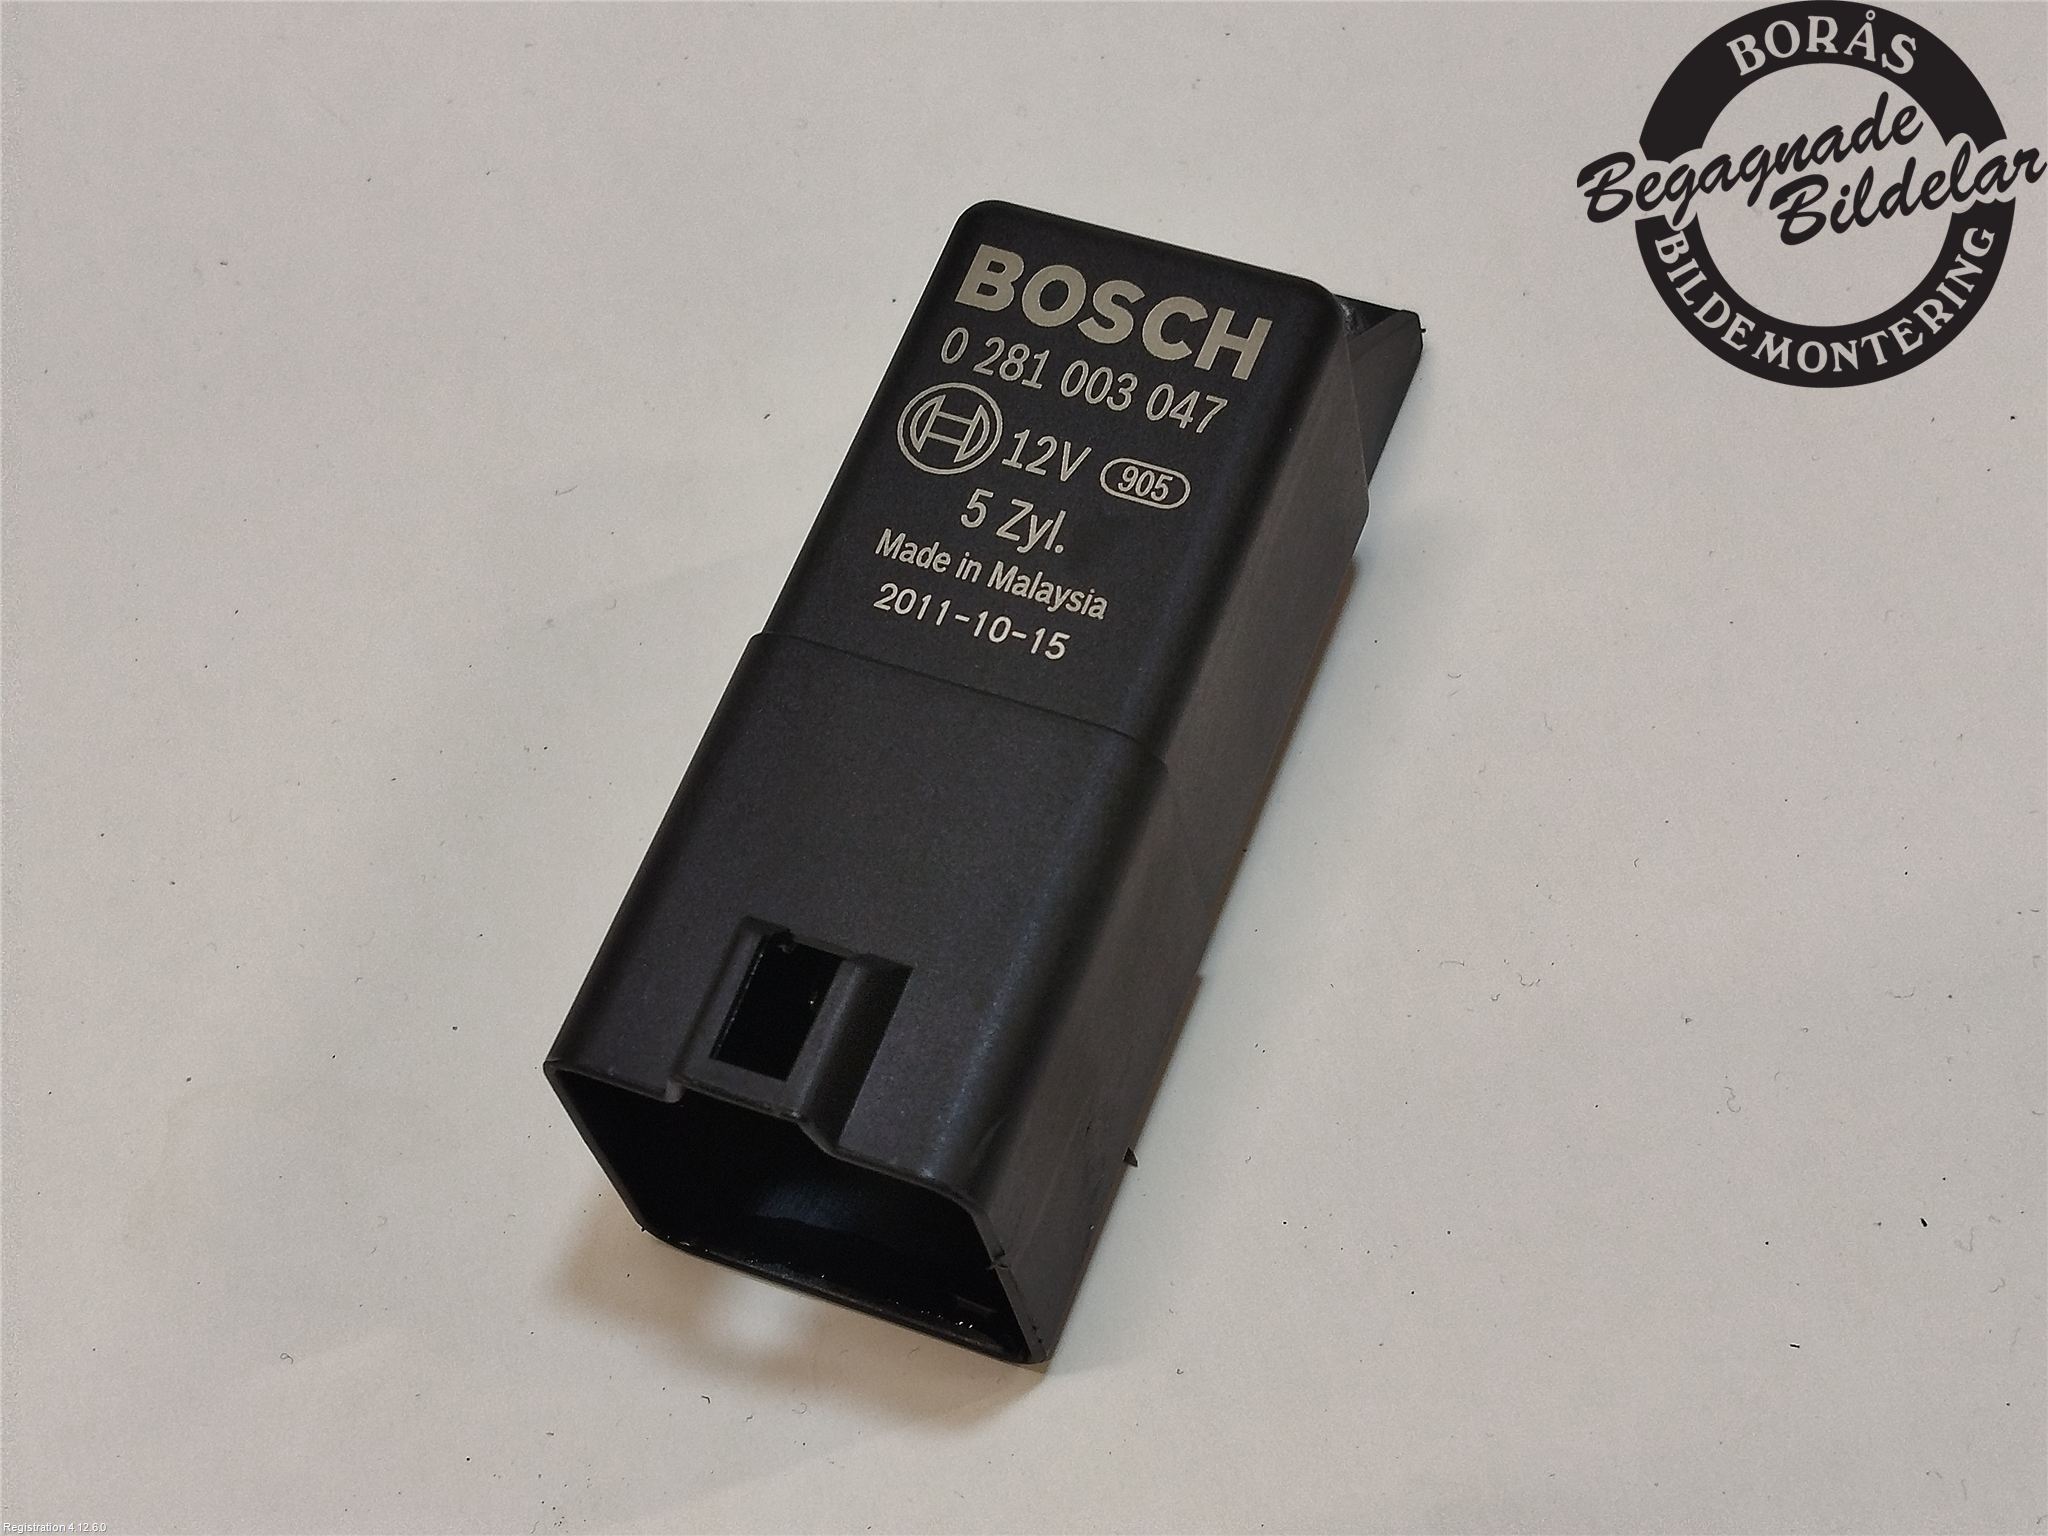 BORÅS
Begagnade
Bildelar
BILDEMONTERING
BOSCH
0 281 003 047
12V 905
5 Zyl.
Made in Malaysia
2011-10-15
Registration 4.12.6.0